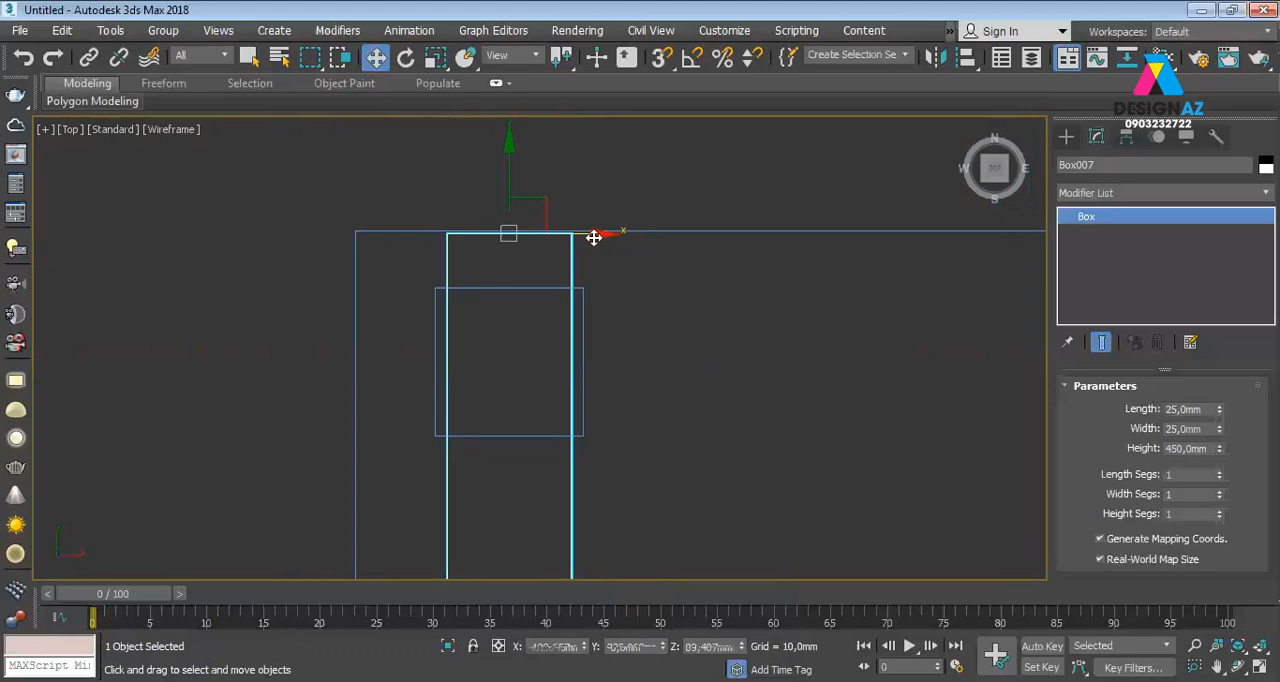 Untitled - Autodesk 3ds Max 2018
File Edit Tools Group Views Create Modifiers Animation Graph Editors Rendering Civil View Customize Scripting Content » Sign In Workspaces: Default
All View Create Selection Se
Modeling Freeform Selection Object Paint Populate
Polygon Modeling
DESIGNAZ
0903232722
[+] [Top] [Standard] [Wireframe]
N
W TOP E
S
x
Box007
Modifier List
Box
Parameters
Length: 25,0mm
Width: 25,0mm
Height: 450,0mm
Length Segs: 1
Width Segs: 1
Height Segs: 1
Generate Mapping Coords.
Real-World Map Size
< 0 / 100 >
0 5 10 15 20 25 30 35 40 45 50 55 60 65 70 75 80 85 90 95 100
1 Object Selected X: Y: Z: Grid = 10,0mm Auto Key Selected
MAXScript Mi Click and drag to select and move objects Add Time Tag 0 Set Key Key Filters...